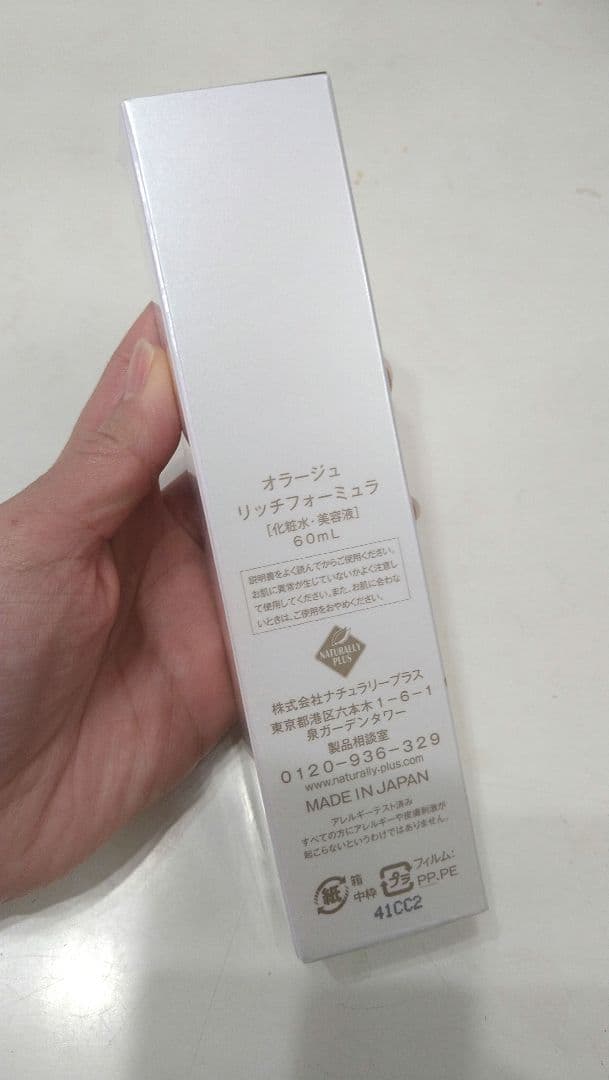 オラージュ
リッチフォーミュラ
[化粧水・美容液]
60mL
説明書をよく読んでからご使用ください。
お肌に異常が生じていないかよく注意し
て使用してください。また、お肌に合わな
いときは、ご使用をおやめください。
NATURALLY
PLUS
株式会社ナチュラリープラス
東京都港区六本木1-6-1
泉ガーデンタワー
製品相談室
0120-936-329
www.naturally-plus.com
MADE IN JAPAN
アレルギーテスト済み
すべての方にアレルギーや皮膚刺激が
起こらないというわけではありません。
紙
箱
中枠
プラ
フィルム:
PP.PE
41CC2